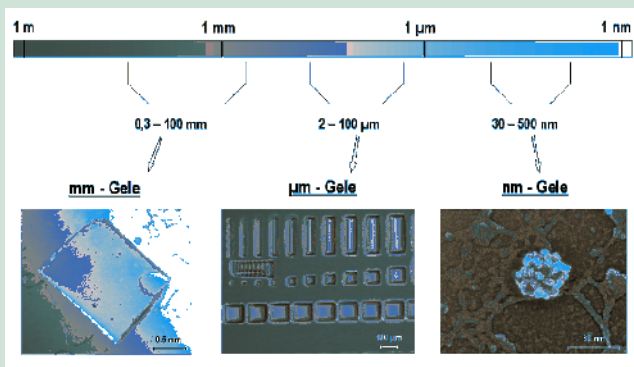 1 m 1 mm 1 µm 1 nm
0,3 – 100 mm 2 – 100 µm 30 – 500 nm
mm - Gele µm - Gele nm - Gele
0.5 mm µm nm